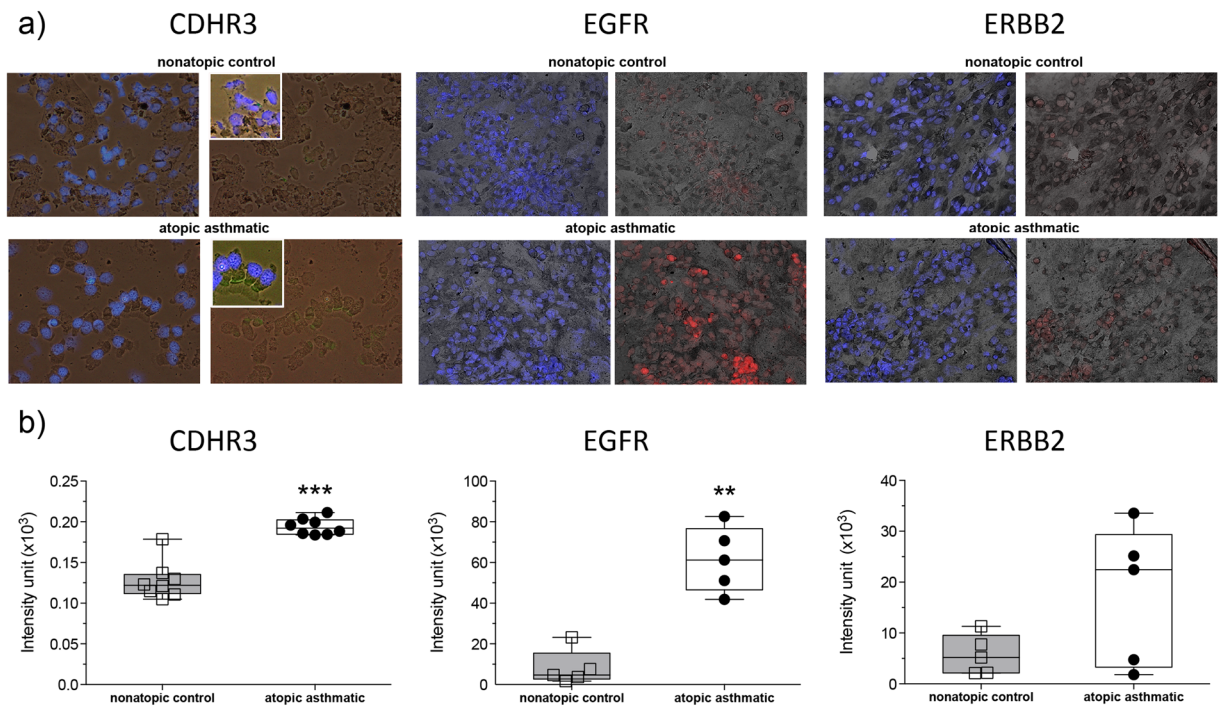 a)
CDHR3 EGFR ERBB2
nonatopic control nonatopic control nonatopic control
atopic asthmatic atopic asthmatic atopic asthmatic
b)
CDHR3
Intensity unit (x10³)
0.25
0.20
0.15
0.10
0.05
0.0
***
nonatopic control atopic asthmatic
EGFR
Intensity unit (x10³)
100
80
60
40
20
0
**
nonatopic control atopic asthmatic
ERBB2
Intensity unit (x10³)
40
30
20
10
0
nonatopic control atopic asthmatic